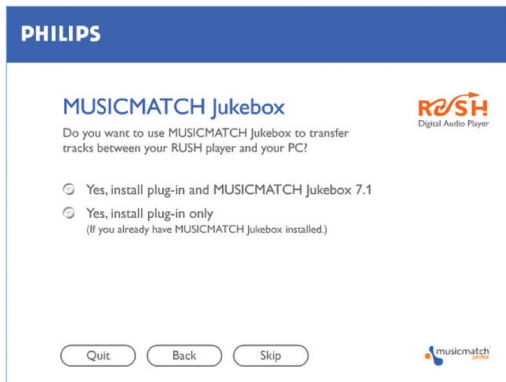 PHILIPS
MUSICMATCH Jukebox
RUSH
Digital Audio Player
Do you want to use MUSICMATCH Jukebox to transfer
tracks between your RUSH player and your PC?
Yes, install plug-in and MUSICMATCH Jukebox 7.1
Yes, install plug-in only
(If you already have MUSICMATCH Jukebox installed.)
Quit
Back
Skip
musicmatch